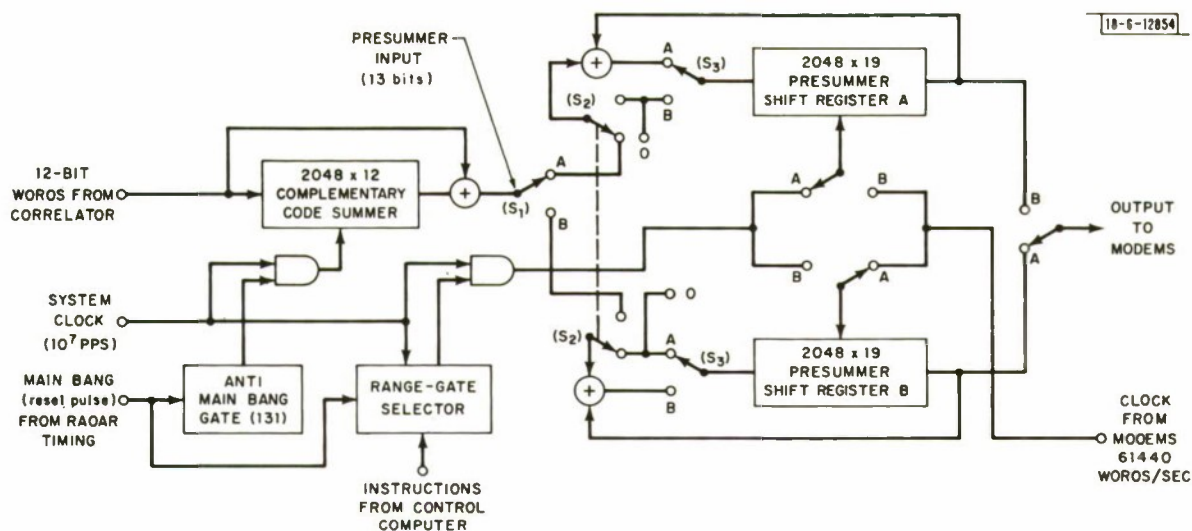 18-6-12854
PRESUMMER
INPUT
(13 bits)
A
(S3)
2048 x 19
PRESUMMER
SHIFT REGISTER A
+
(S2)
B
0
12-BIT
WOROS FROM
CORRELATOR
2048 x 12
COMPLEMENTARY
CODE SUMMER
+
(S1)
A
B
A
B
B
A
B
A
OUTPUT
TO
MODEMS
SYSTEM
CLOCK
(10⁷ PPS)
0
(S2)
A
(S3)
B
+
2048 x 19
PRESUMMER
SHIFT REGISTER B
MAIN BANG
(reset pulse)
FROM RAOAR
TIMING
ANTI
MAIN BANG
GATE (131)
RANGE-GATE
SELECTOR
CLOCK
FROM
MOOEMS
61440
WOROS/SEC
INSTRUCTIONS
FROM CONTROL
COMPUTER